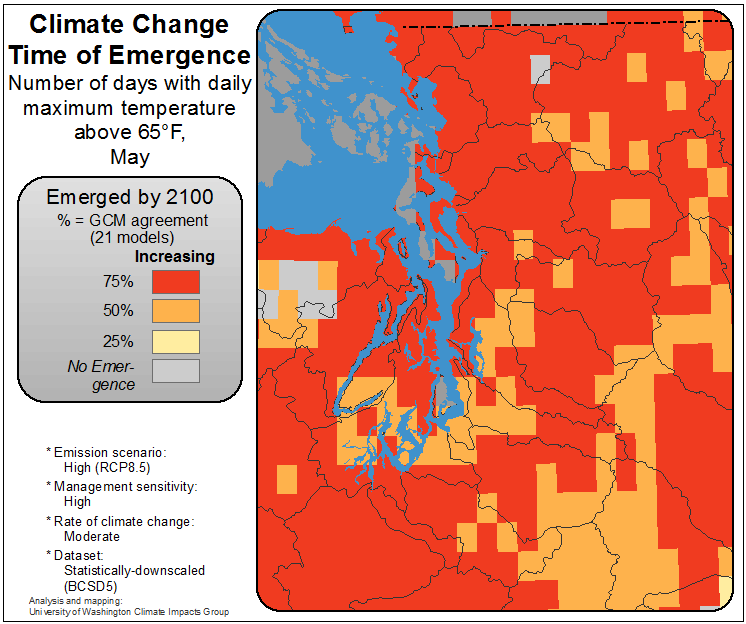 Climate Change
Time of Emergence
Number of days with daily
maximum temperature
above 65°F,
May
Emerged by 2100
% = GCM agreement
(21 models)
Increasing
75%
50%
25%
No Emer-
gence
* Emission scenario:
High (RCP8.5)
* Management sensitivity:
High
* Rate of climate change:
Moderate
* Dataset:
Statistically-downscaled
(BCSD5)
Analysis and mapping:
University of Washington Climate Impacts Group